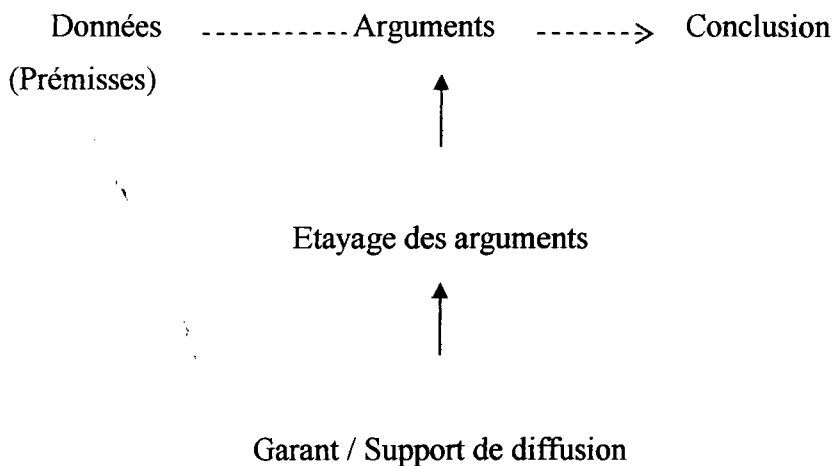 Données ----------- Arguments -------> Conclusion
(Prémisses)
Etayage des arguments
Garant / Support de diffusion